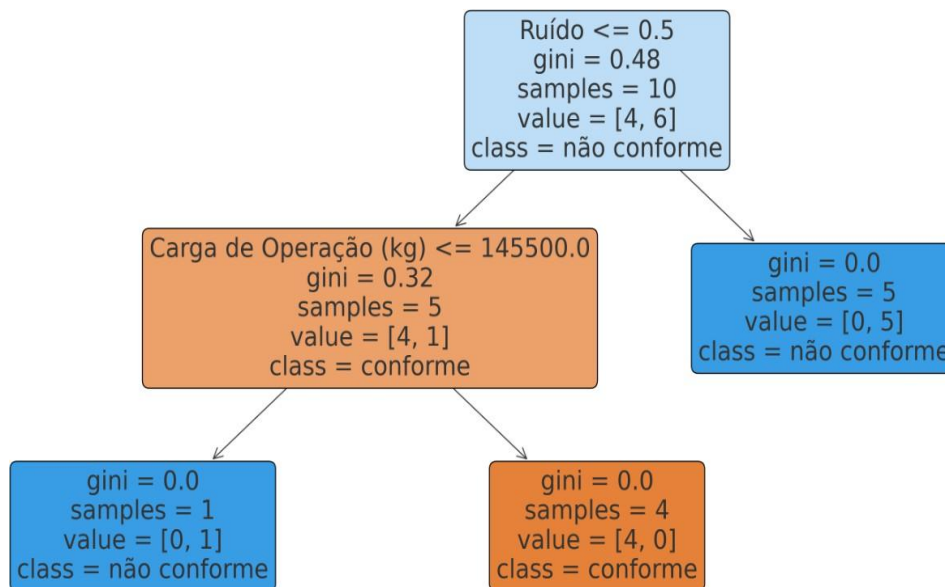 Ruído <= 0.5
gini = 0.48
samples = 10
value = [4, 6]
class = não conforme
Carga de Operação (kg) <= 145500.0
gini = 0.32
samples = 5
value = [4, 1]
class = conforme
gini = 0.0
samples = 5
value = [0, 5]
class = não conforme
gini = 0.0
samples = 1
value = [0, 1]
class = não conforme
gini = 0.0
samples = 4
value = [4, 0]
class = conforme